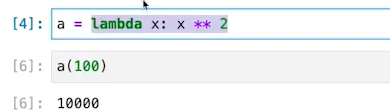 [4]: a = lambda x: x ** 2
[6]: a(100)
[6]: 10000